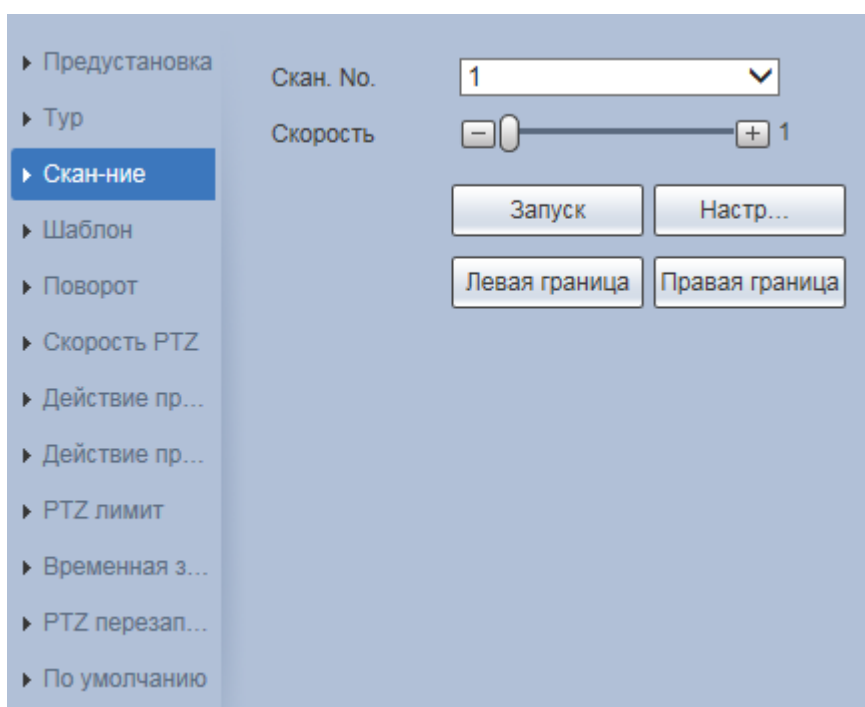 Предустановка
Тур
Скан-ние
Шаблон
Поворот
Скорость PTZ
Действие пр...
Действие пр...
PTZ лимит
Временная з...
PTZ перезап...
По умолчанию
Скан. No.
1
Скорость
1
Запуск
Настр...
Левая граница
Правая граница